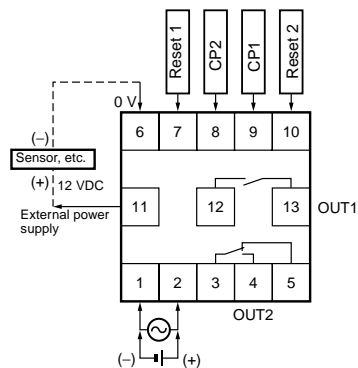 Reset 1
CP2
CP1
Reset 2
0 V
6 7 8 9 10
(−)
Sensor, etc.
(+)
12 VDC
External power
supply
11 12 13
OUT1
1 2 3 4 5
OUT2
(−) (+)